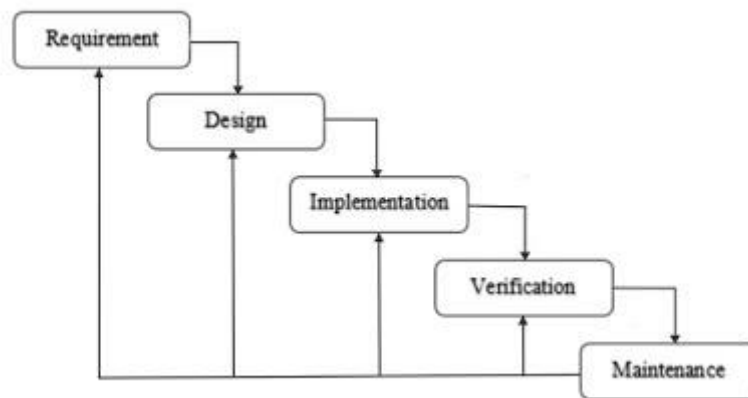 Requirement
Design
Implementation
Verification
Maintenance